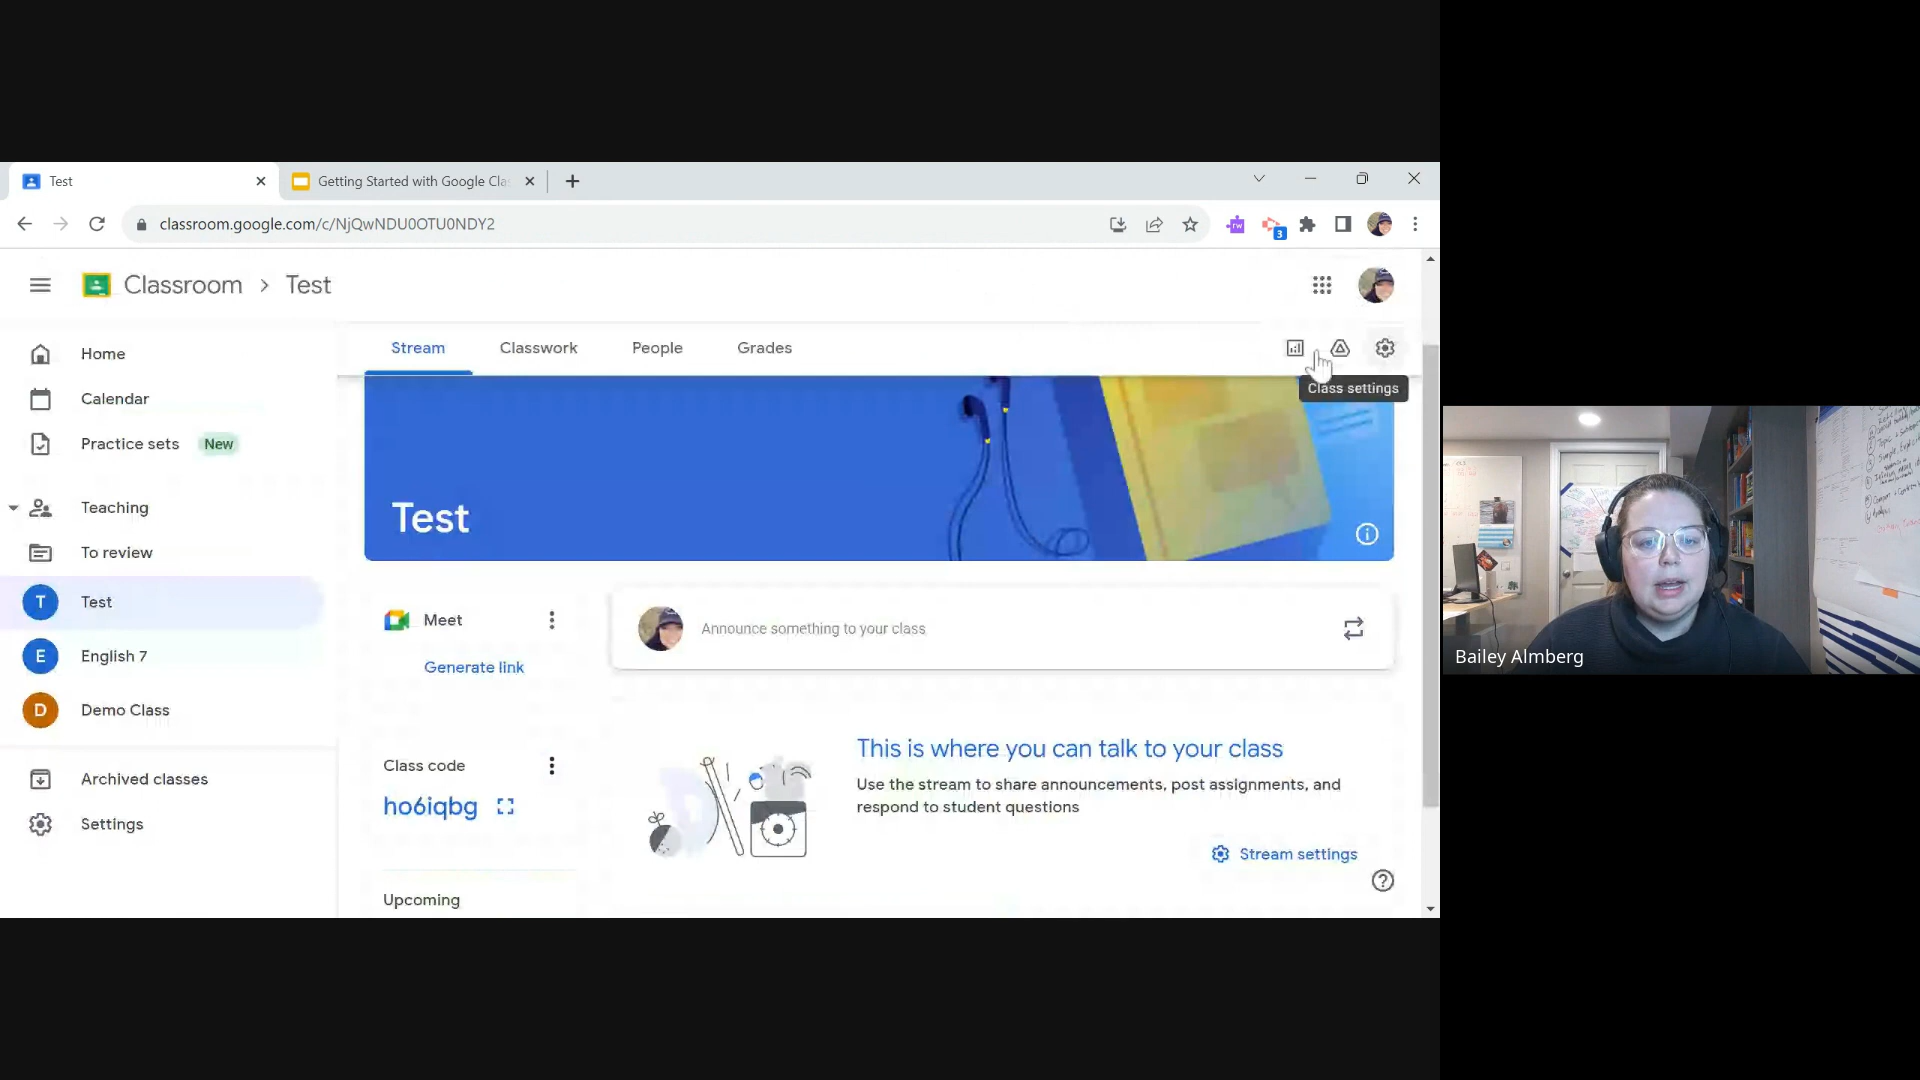 Test
Getting Started with Google Cla
classroom.google.com/c/NjQwNDU0OTU0NDY2
rw
3
Classroom > Test
Home
Calendar
Practice sets New
Teaching
To review
T Test
E English 7
D Demo Class
Archived classes
Settings
Stream Classwork People Grades
Class settings
Test
Meet
Generate link
Announce something to your class
Class code
ho6iqbg
This is where you can talk to your class
Use the stream to share announcements, post assignments, and
respond to student questions
Stream settings
Upcoming
Bailey Almberg